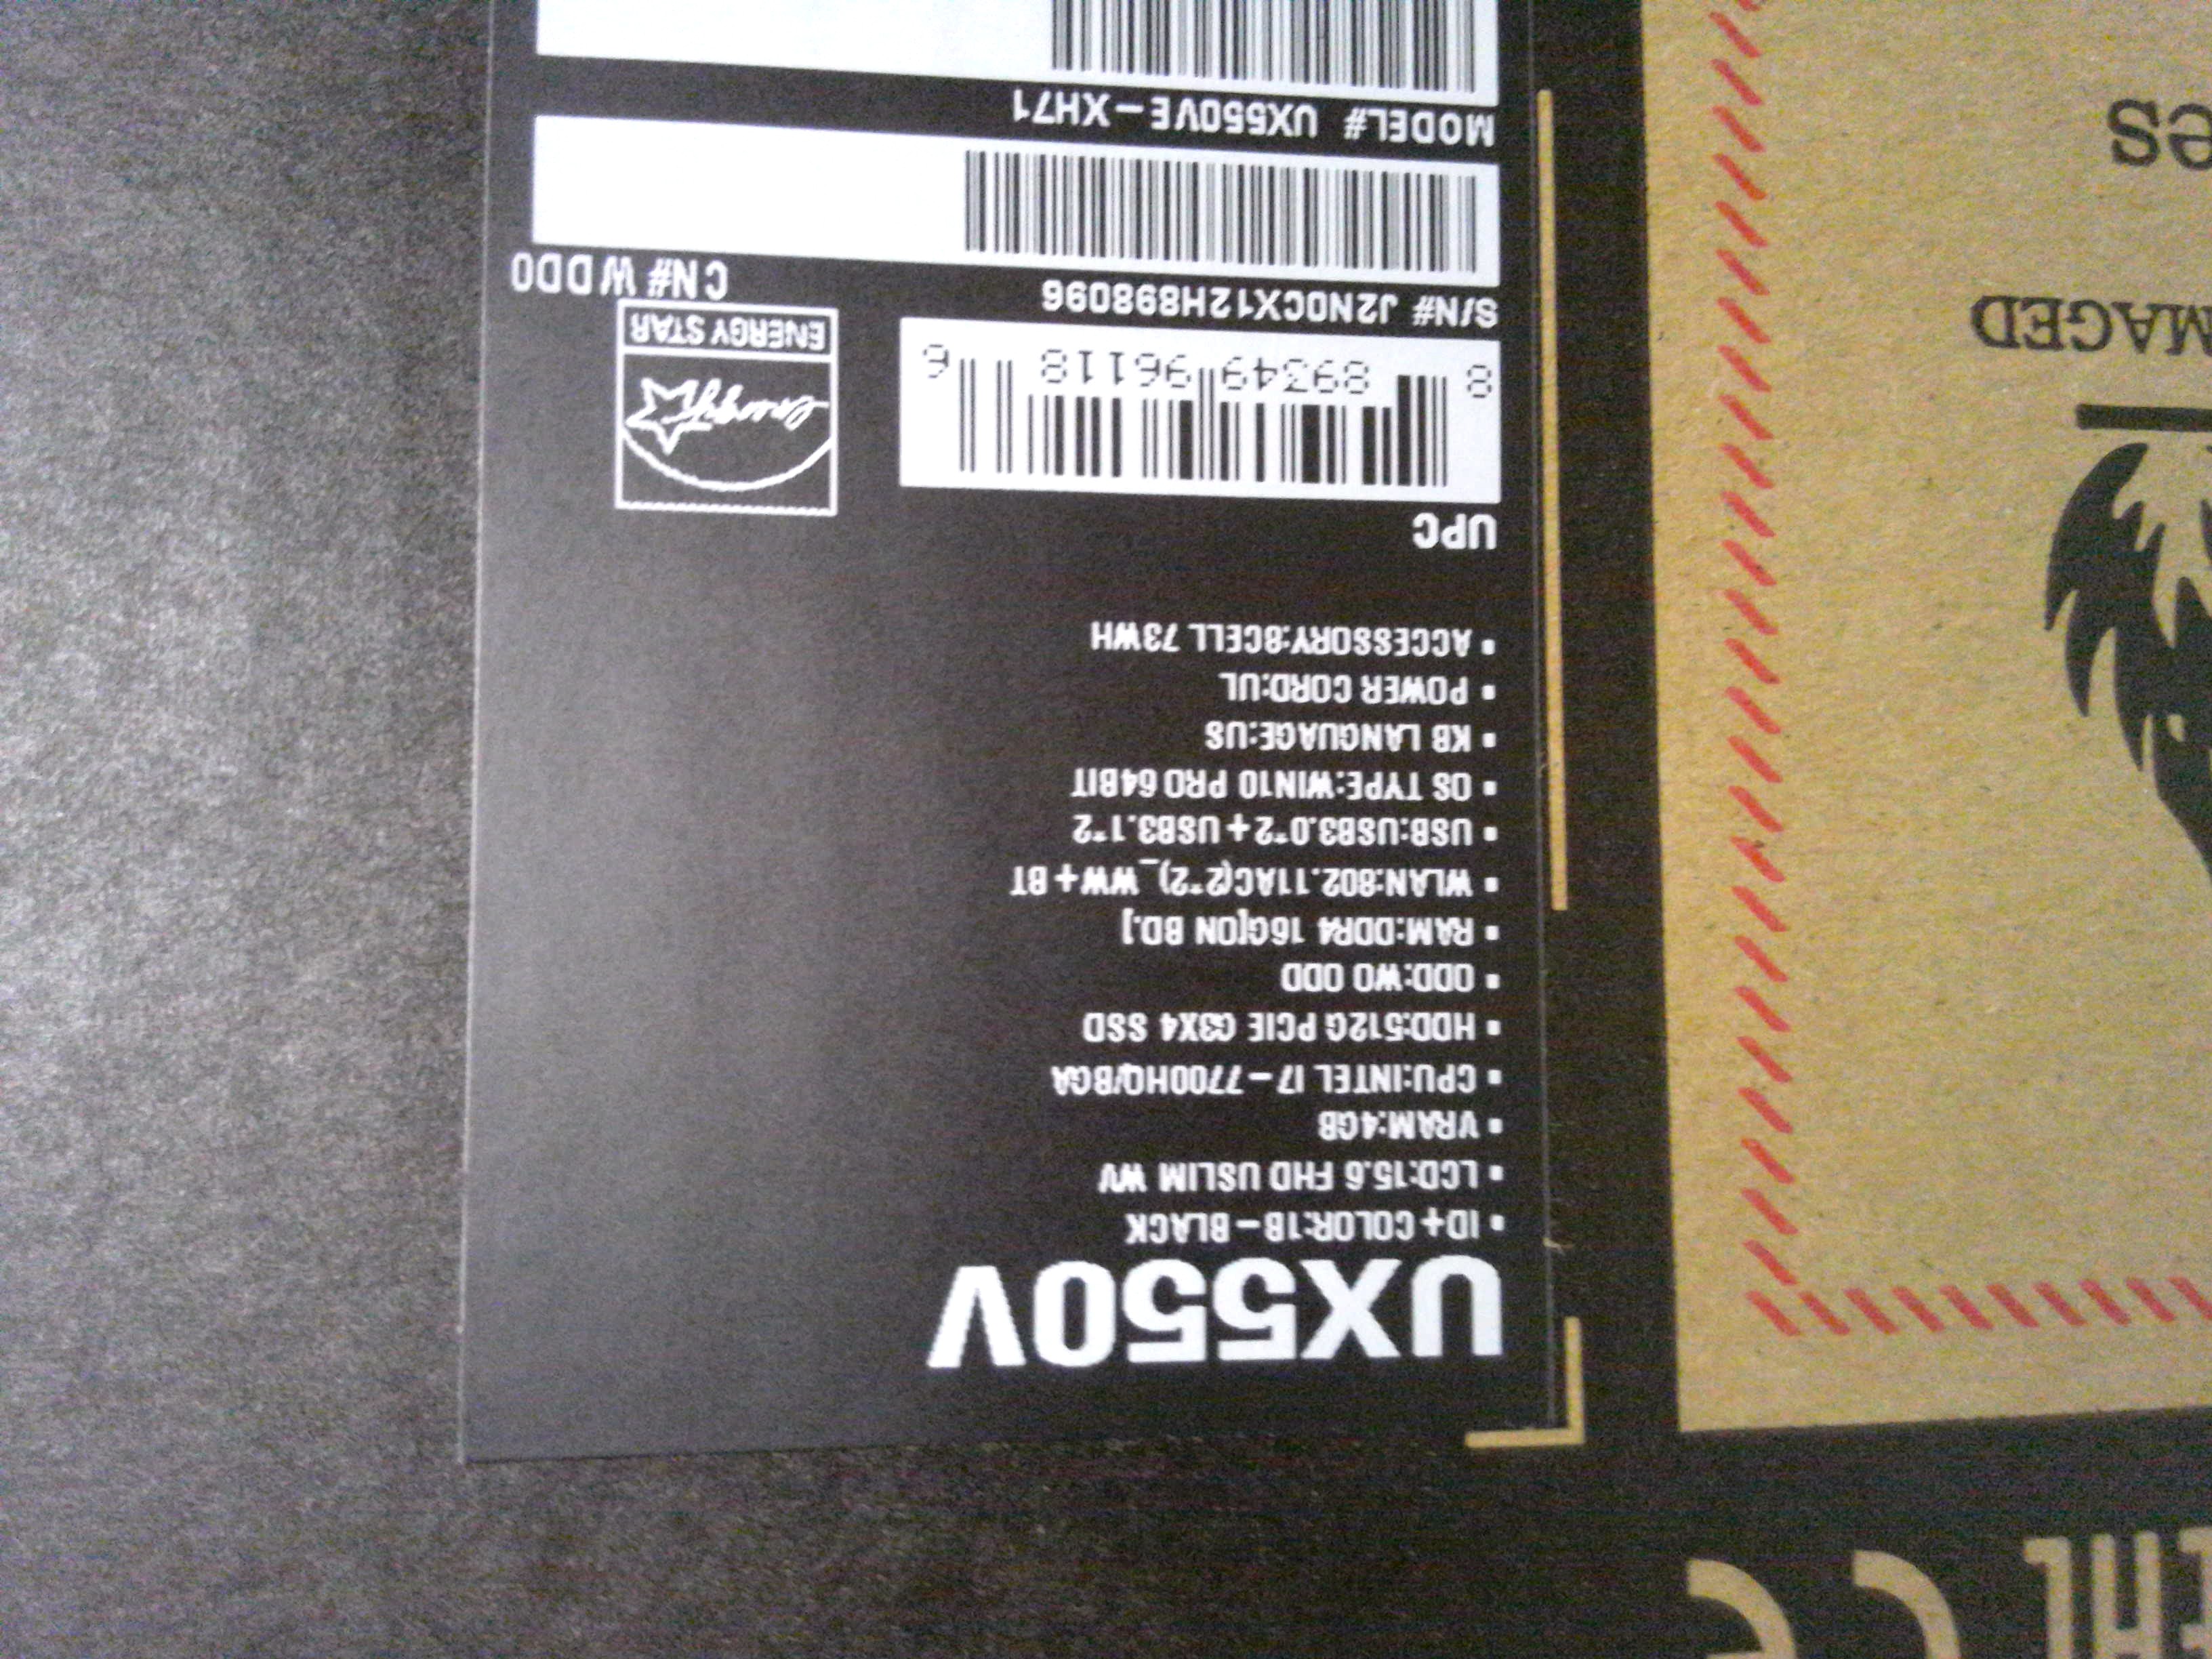 UX550V
▪ ID+COLOR:1B-BLACK
▪ LCD:15.6 FHD USLIM WV
▪ VRAM:4GB
▪ CPU:INTEL I7-7700HQ/BGA
▪ HDD:512G PCIE G3X4 SSD
▪ ODD:WO ODD
▪ RAM:DDR4 16G[ON BD.]
▪ WLAN:802.11AC(2*2)_WW+BT
▪ USB:USB3.0*2+USB3.1*2
▪ OS TYPE:WIN10 PRO 64BIT
▪ KB LANGUAGE:US
▪ POWER CORD:UL
▪ ACCESSORY:8CELL 73WH
UPC
8 89349 96118 6
energy
ENERGY STAR
S/N# J2N0CX12H898096
CN# WDD0
MODEL# UX550VE-XH71
MAGED
es